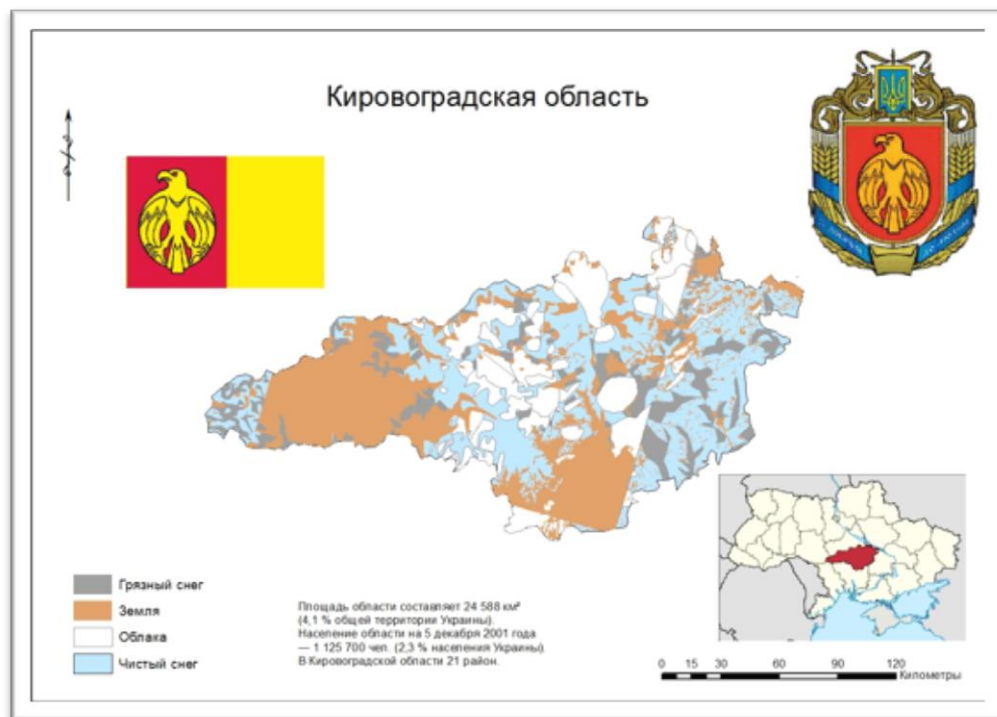 Кировоградская область
Грязный снег
Земля
Облака
Чистый снег
Площадь области составляет 24 588 км²
(4,1 % общей территории Украины).
Население области на 5 декабря 2001 года
— 1 125 700 чел. (2,3 % населения Украины).
В Кировоградской области 21 район.
0 15 30 60 90 120
Километры